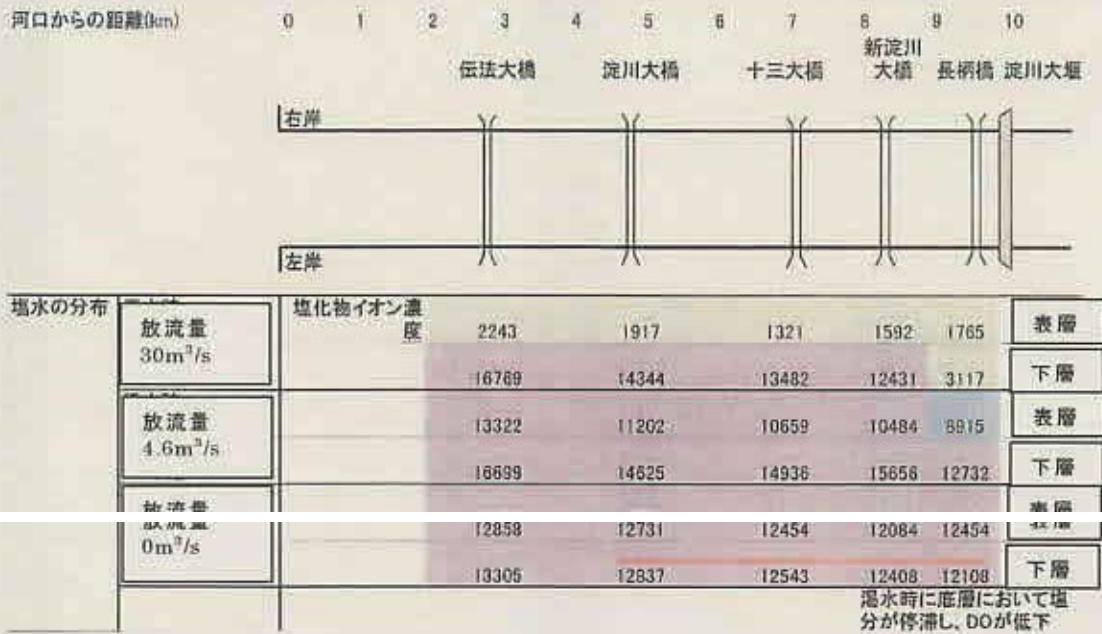 河口からの距離(km) 0 1 2 3 4 5 6 7 8 9 10
伝法大橋 淀川大橋 十三大橋 新淀川大橋 長柄橋 淀川大堰
右岸
左岸
塩水の分布 放流量 30m³/s 塩化物イオン濃度 2243 1917 1321 1592 1765 表層
16769 14344 13482 12431 3117 下層
放流量 4.6m³/s 13322 11202 10659 10484 8915 表層
16699 14625 14936 15656 12732 下層
放流量 0m³/s 12858 12731 12454 12084 12454 表層
13305 12837 12543 12408 12108 下層
渇水時に底層において塩
分が停滞し、DOが低下